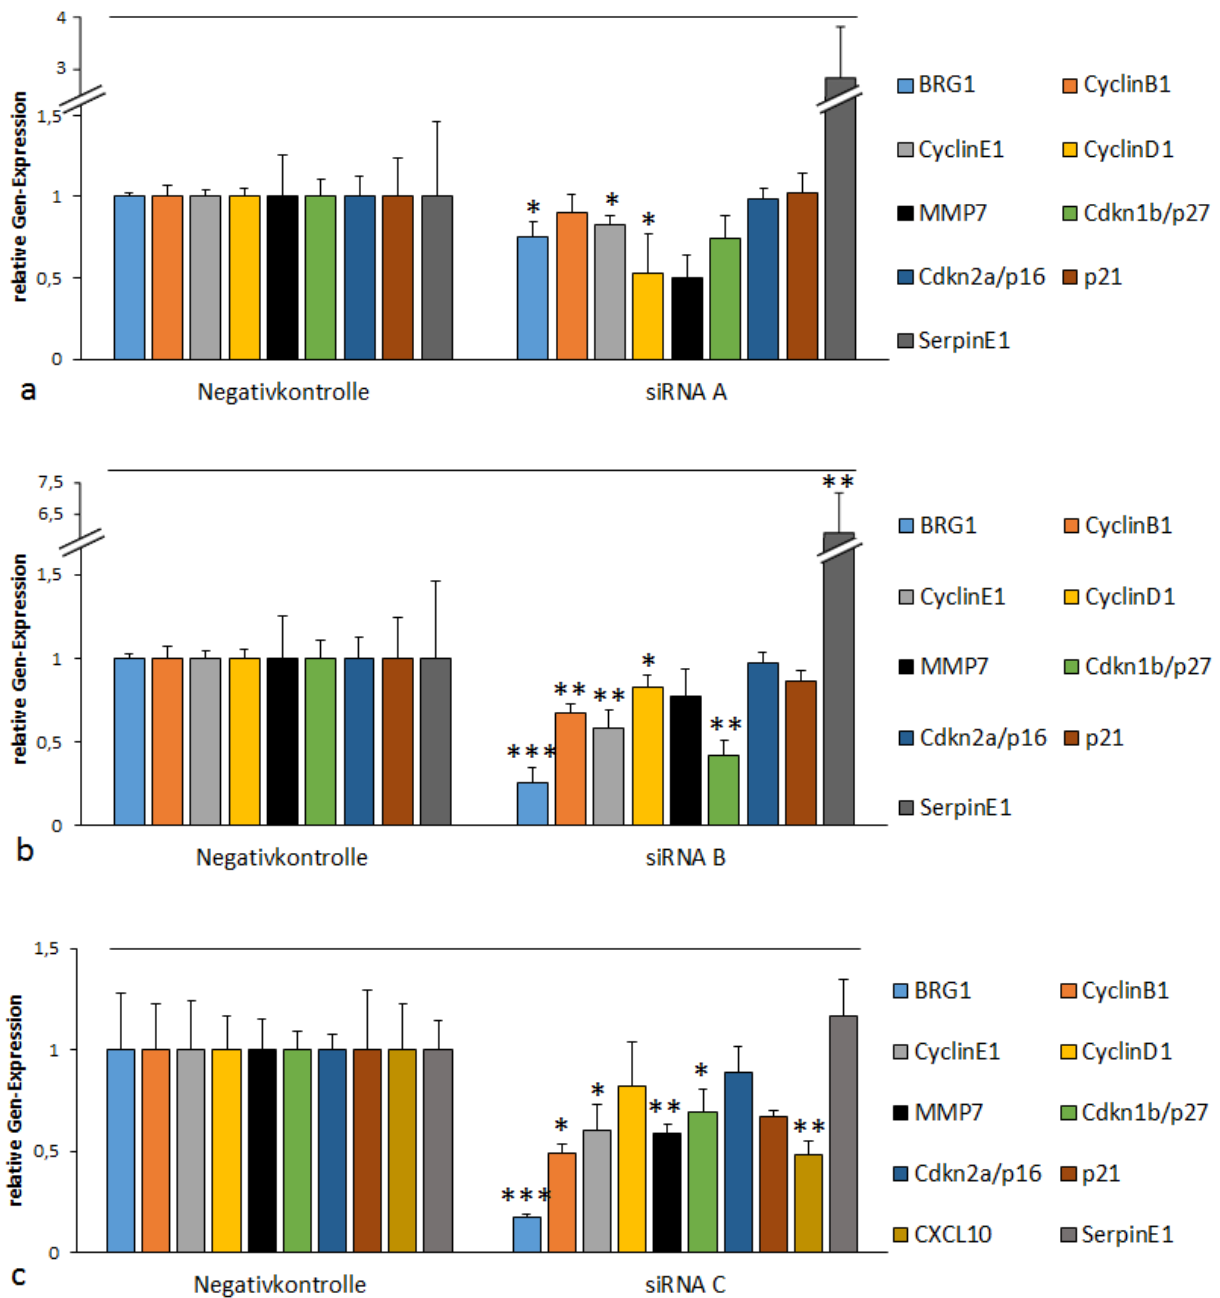 4
3
1,5
1
0,5
0
relative Gen-Expression
* * *
Negativkontrolle siRNA A
BRG1 CyclinB1
CyclinE1 CyclinD1
MMP7 Cdkn1b/p27
Cdkn2a/p16 p21
SerpinE1
a
7,5
6,5
1,5
1
0,5
0
relative Gen-Expression
*** ** ** * ** **
Negativkontrolle siRNA B
BRG1 CyclinB1
CyclinE1 CyclinD1
MMP7 Cdkn1b/p27
Cdkn2a/p16 p21
SerpinE1
b
1,5
1
0,5
0
relative Gen-Expression
*** * * ** * **
Negativkontrolle siRNA C
BRG1 CyclinB1
CyclinE1 CyclinD1
MMP7 Cdkn1b/p27
Cdkn2a/p16 p21
CXCL10 SerpinE1
c